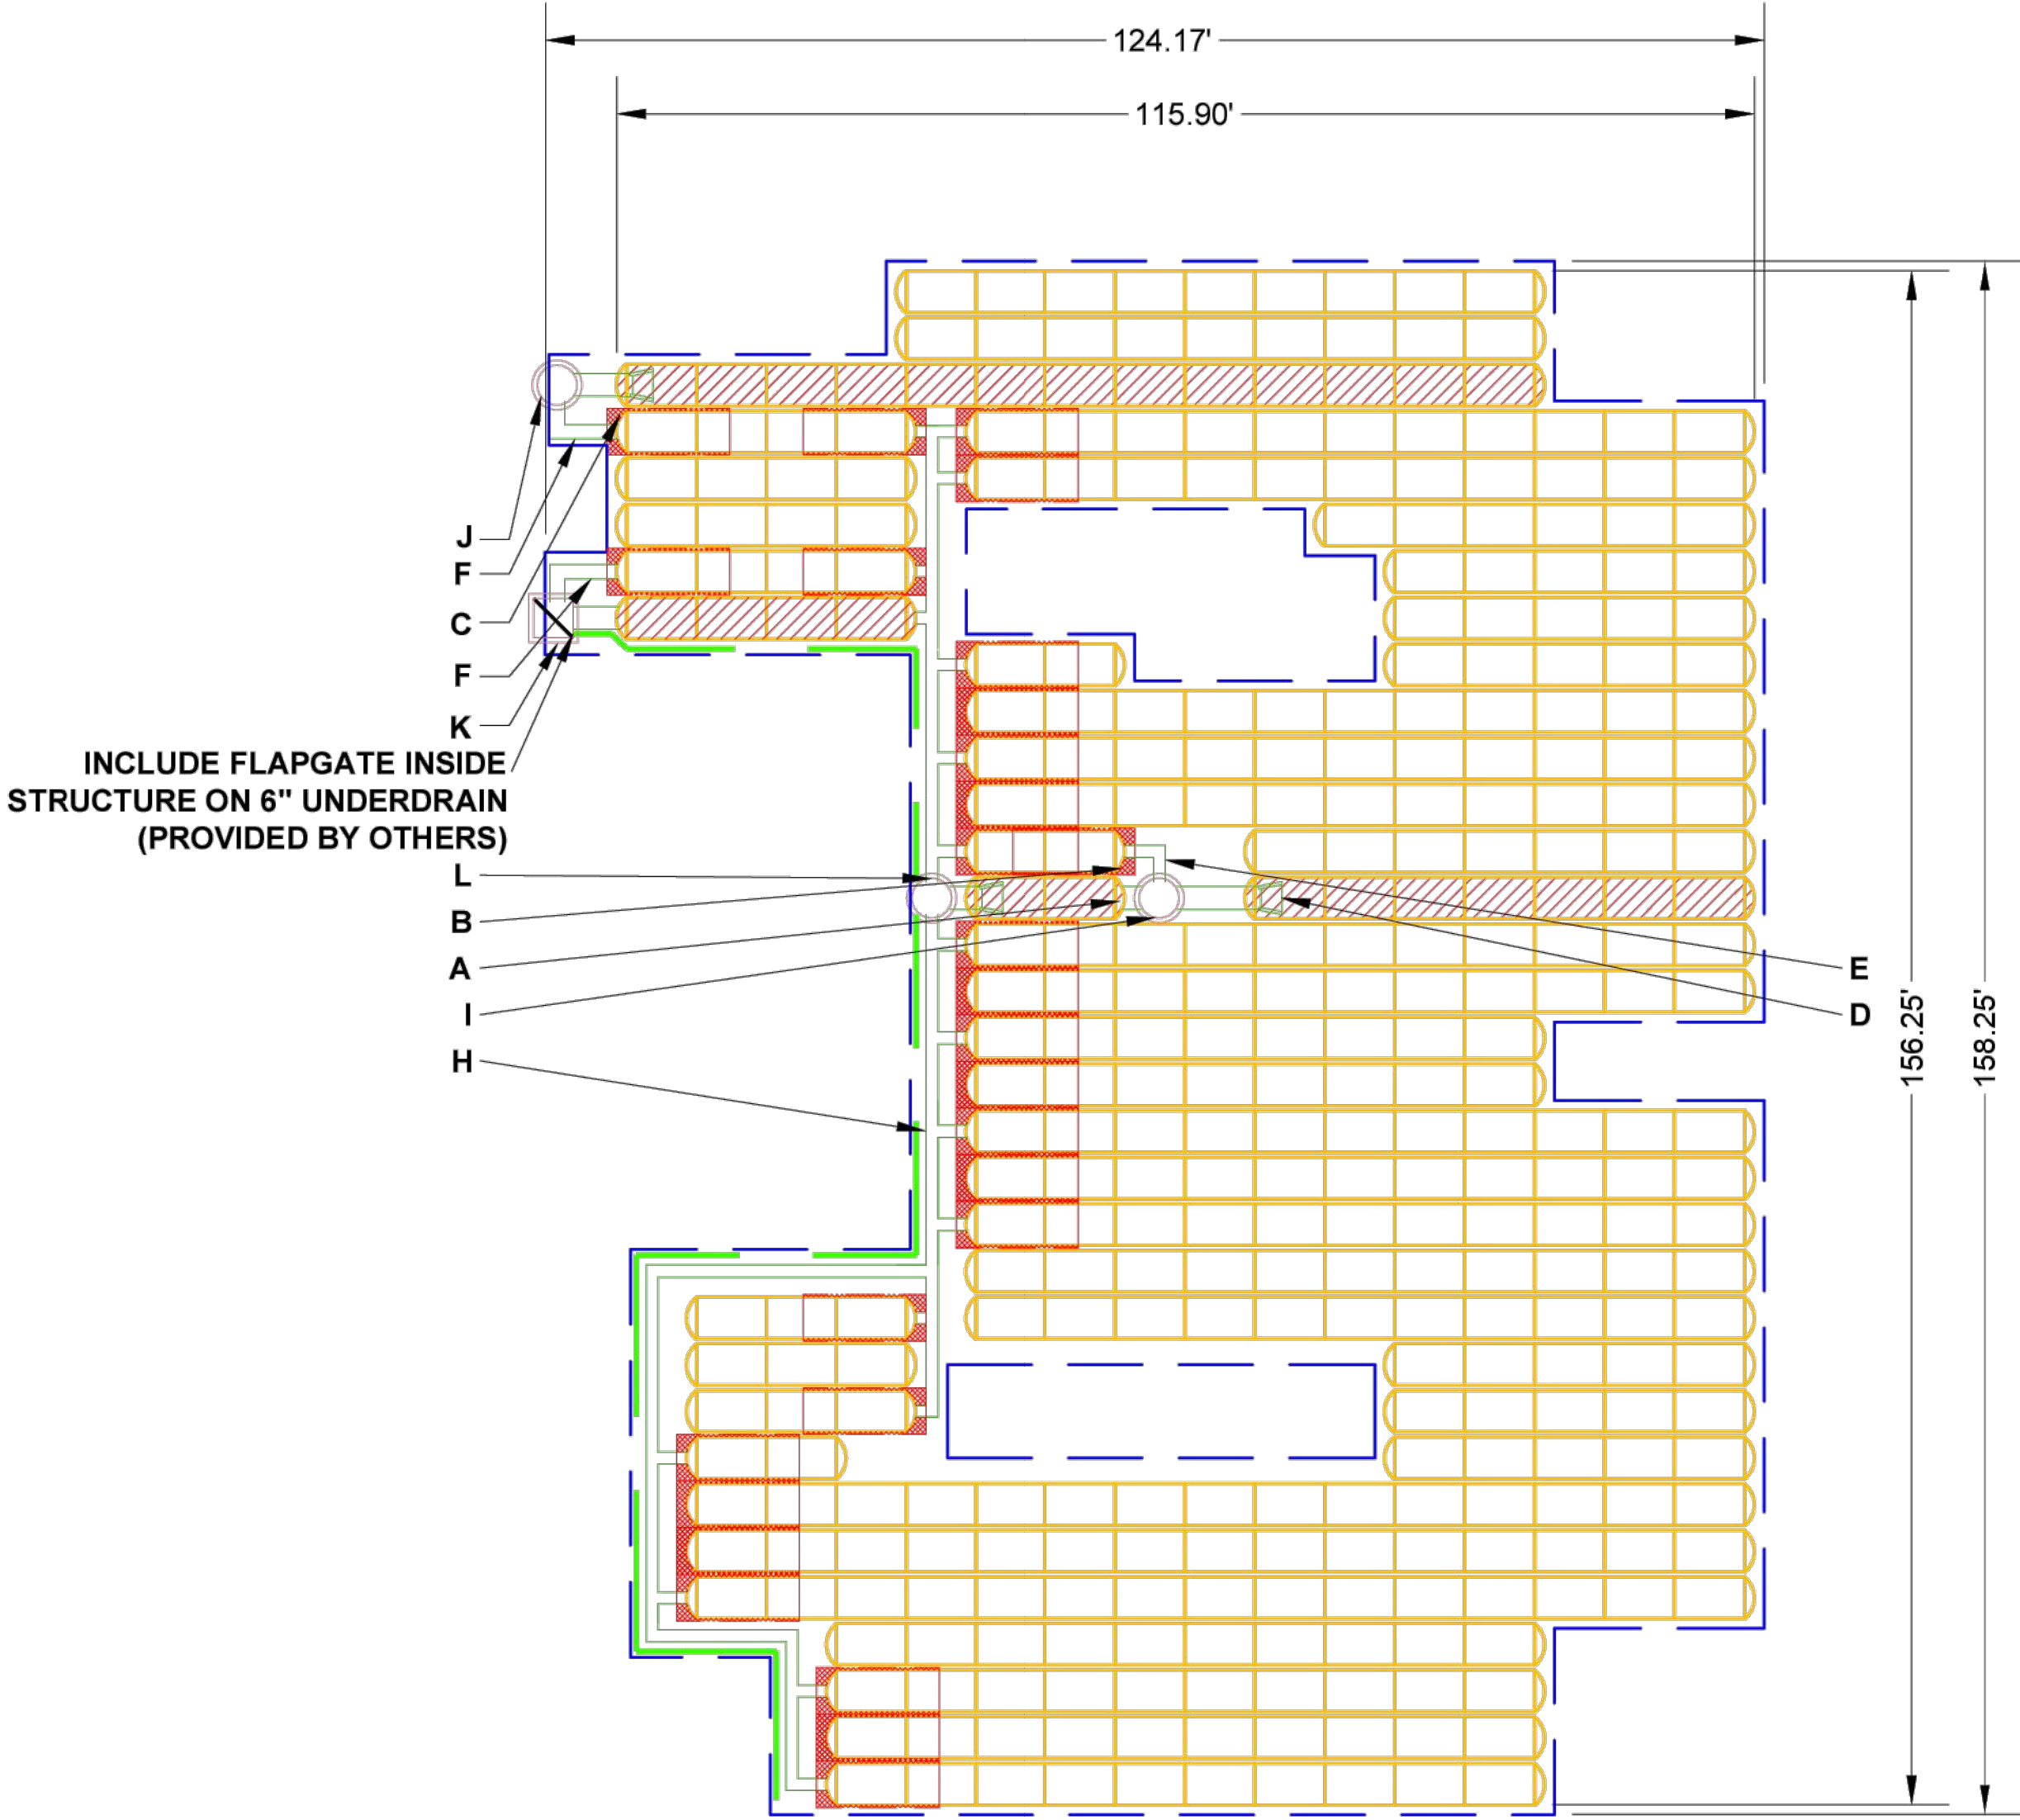 124.17'
115.90'
J
F
C
F
K
INCLUDE FLAPGATE INSIDE
STRUCTURE ON 6" UNDERDRAIN
(PROVIDED BY OTHERS)
L
B
A
I
H
E
D
156.25'
158.25'